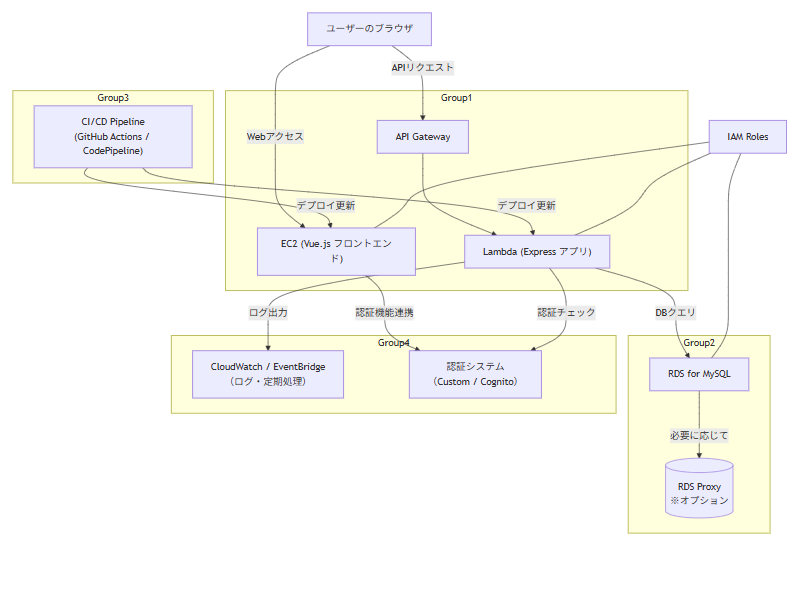 ユーザーのブラウザ
APIリクエスト
Group3
Group1
CI/CD Pipeline
(GitHub Actions /
CodePipeline)
Webアクセス
API Gateway
IAM Roles
デプロイ更新
デプロイ更新
EC2 (Vue.js フロントエン
ド)
Lambda (Express アプリ)
ログ出力
認証機能連携
認証チェック
DBクエリ
Group4
Group2
CloudWatch / EventBridge
（ログ・定期処理）
認証システム
（Custom / Cognito）
RDS for MySQL
必要に応じて
RDS Proxy
※オプション